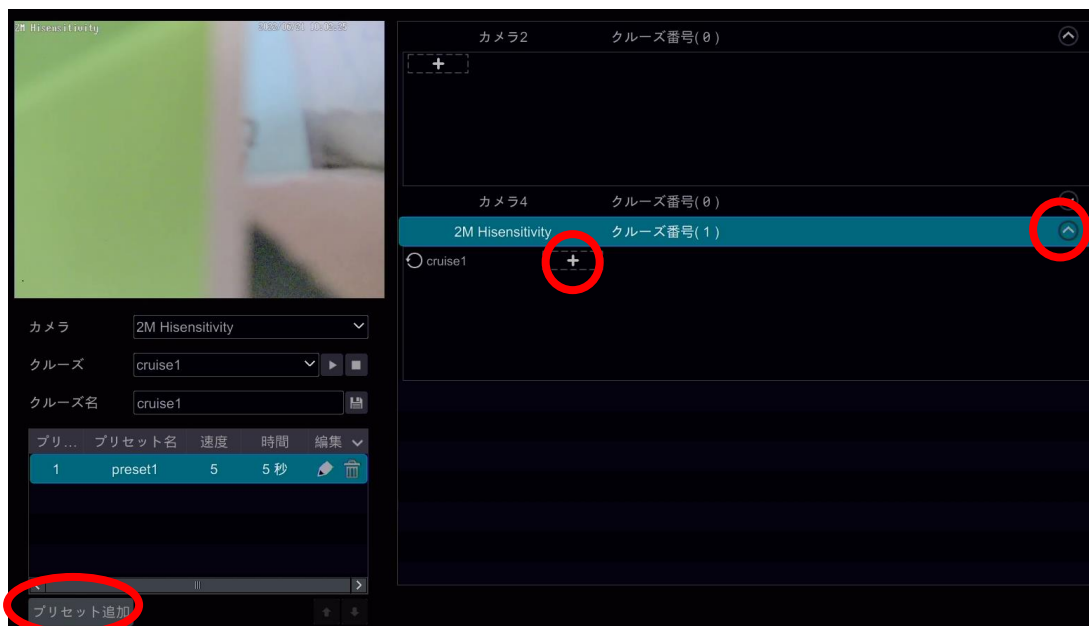 2M Hisensitivity
カメラ2 クルーズ番号(0)
カメラ4 クルーズ番号(0)
2M Hisensitivity クルーズ番号(1)
cruise1
カメラ 2M Hisensitivity
クルーズ cruise1
クルーズ名 cruise1
プリ... プリセット名 速度 時間 編集
1 preset1 5 5 秒
プリセット追加